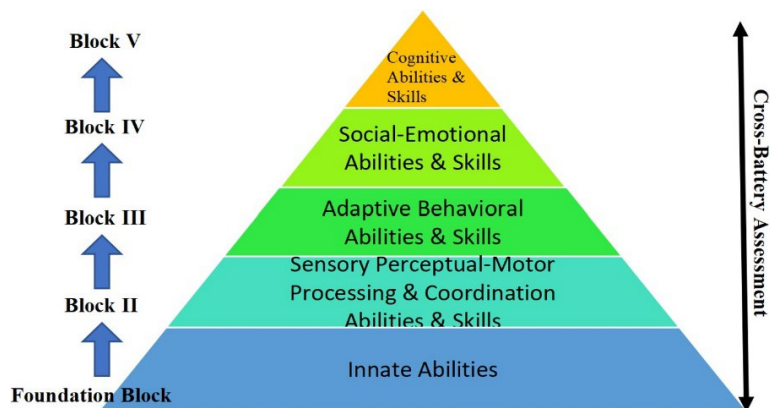 Block V
Block IV
Block III
Block II
Foundation Block
Cognitive
Abilities &
Skills
Social-Emotional
Abilities & Skills
Adaptive Behavioral
Abilities & Skills
Sensory Perceptual-Motor
Processing & Coordination
Abilities & Skills
Innate Abilities
Cross-Battery Assessment